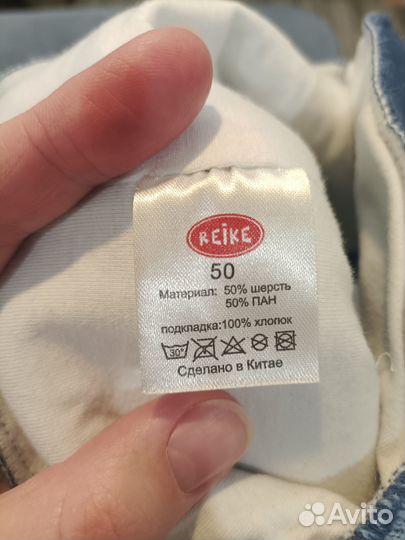 REIKE
50
Материал: 50% шерсть
50% ПАН
подкладка:100% хлопок
30°
Сделано в Китае
Avito